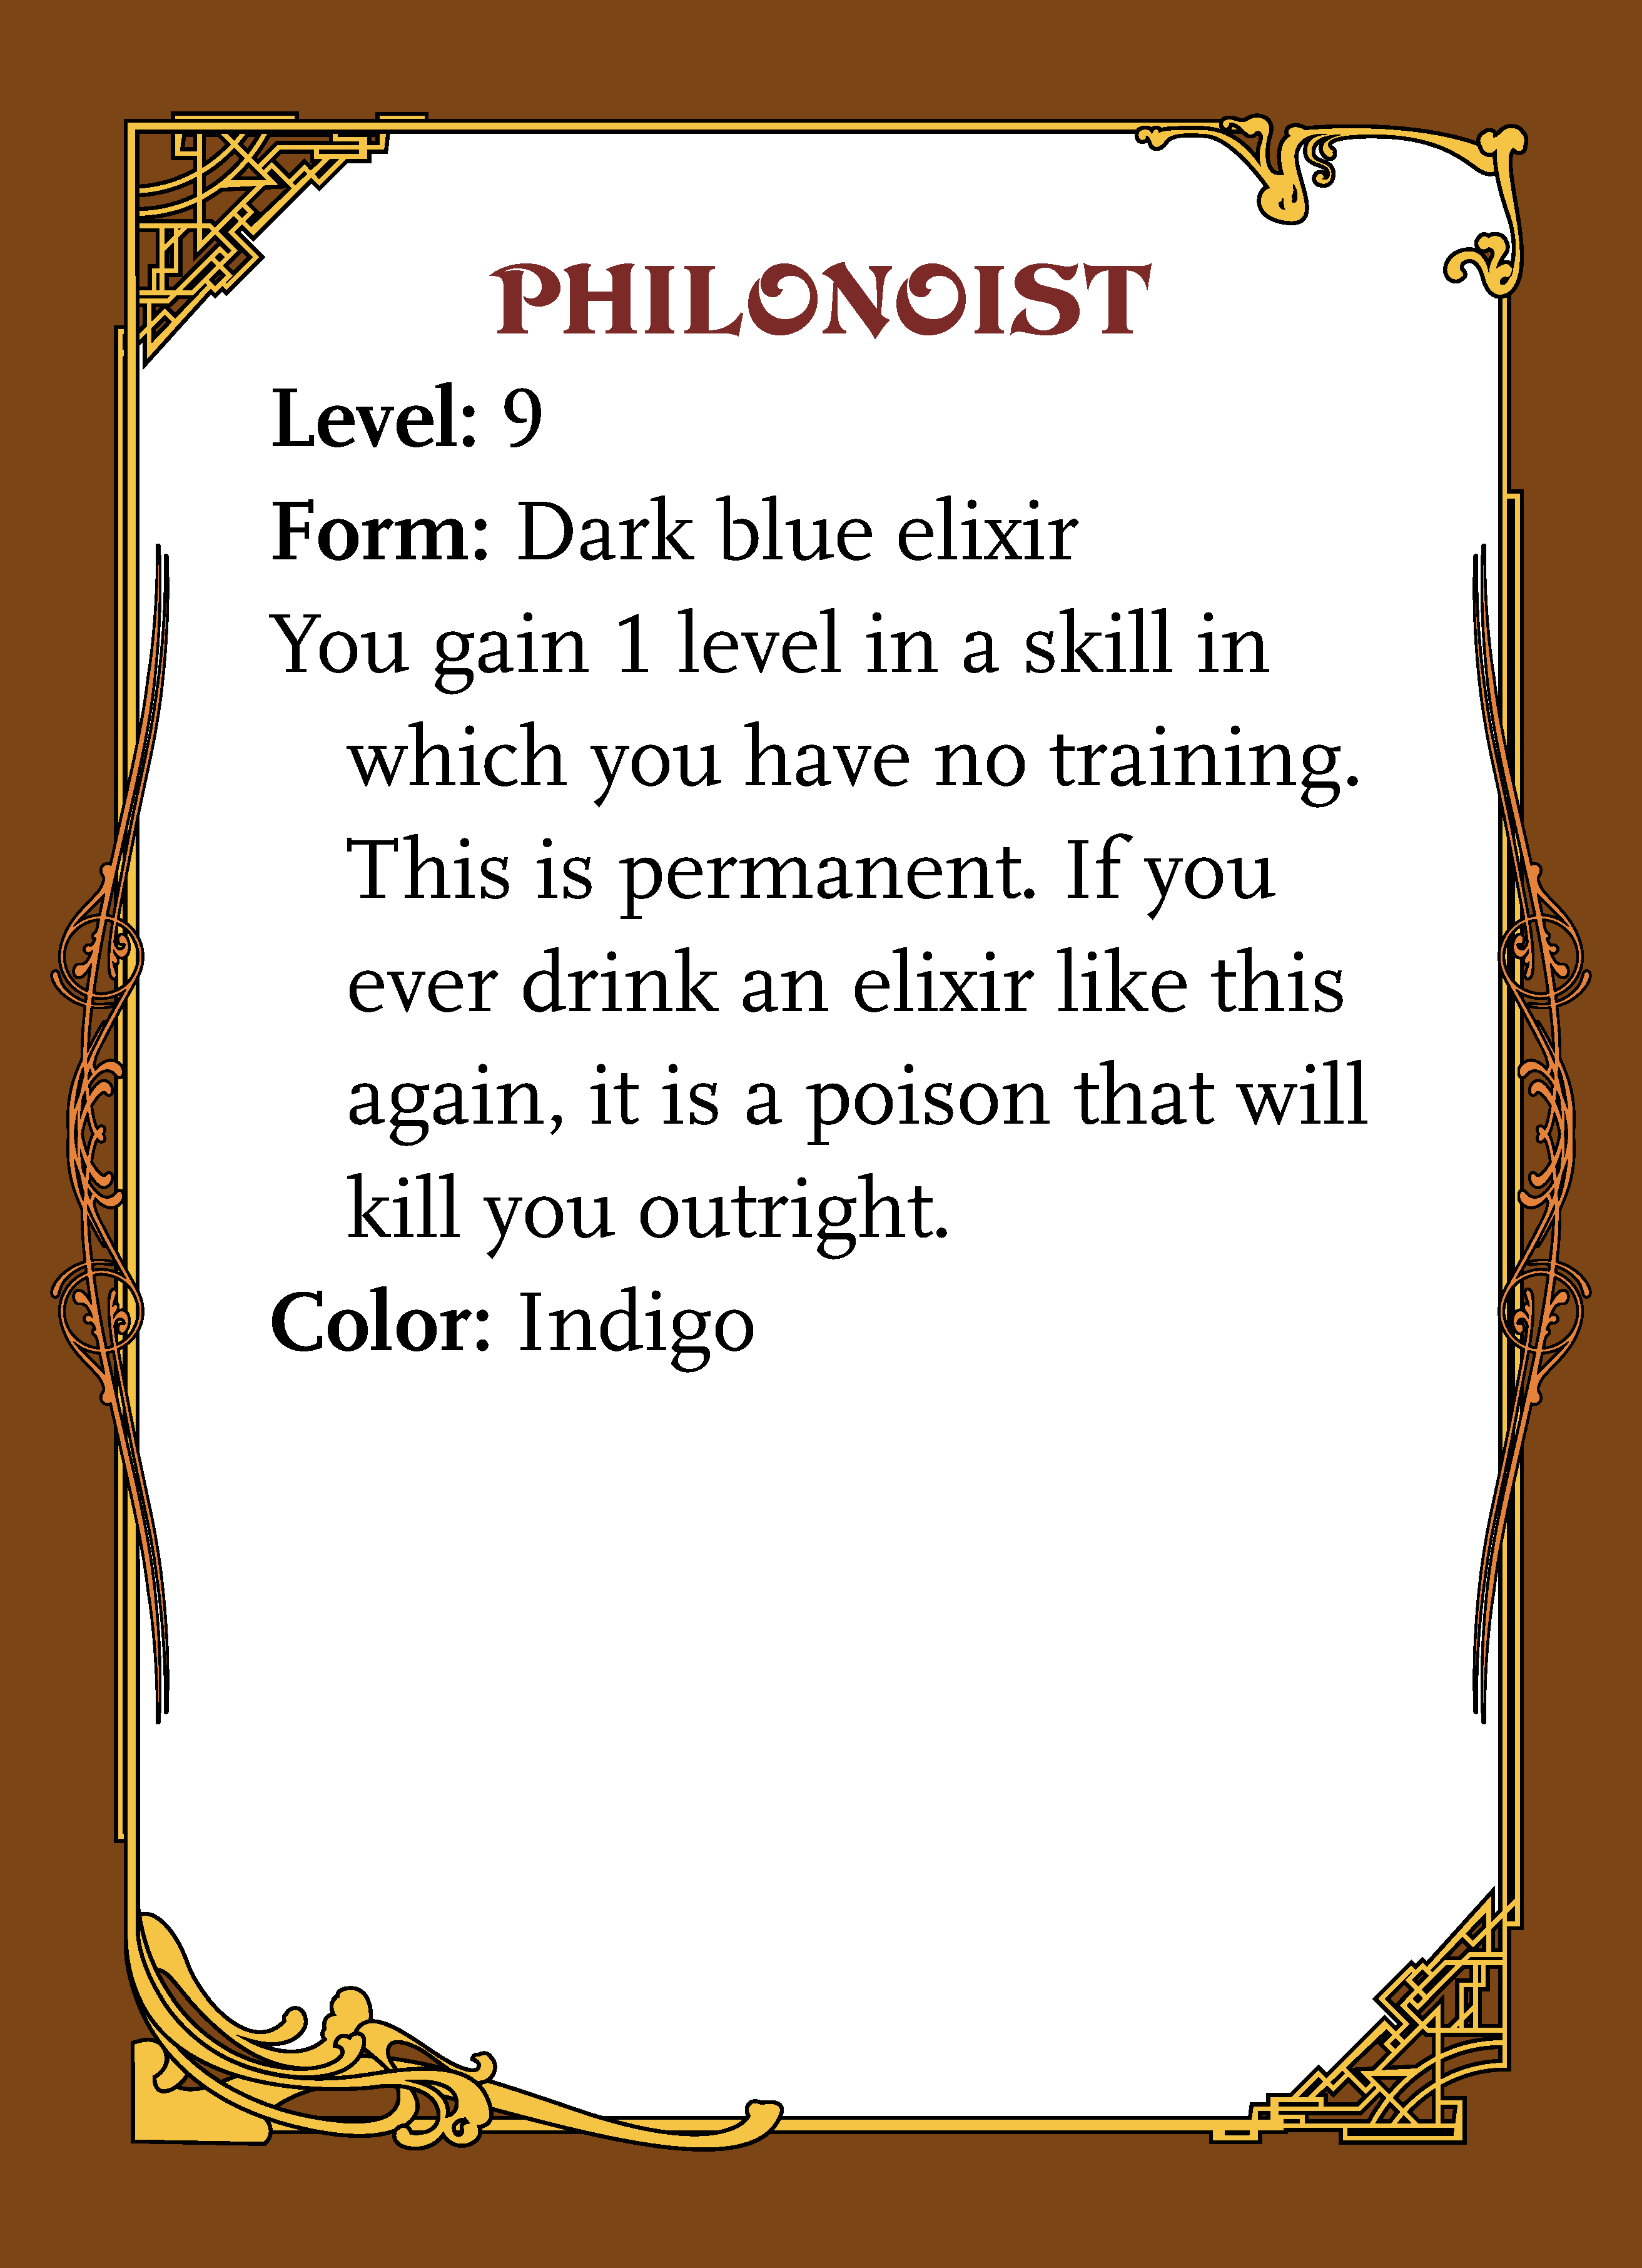 PHILONOIST
Level: 9
Form: Dark blue elixir
You gain 1 level in a skill in
which you have no training.
This is permanent. If you
ever drink an elixir like this
again, it is a poison that will
kill you outright.
Color: Indigo